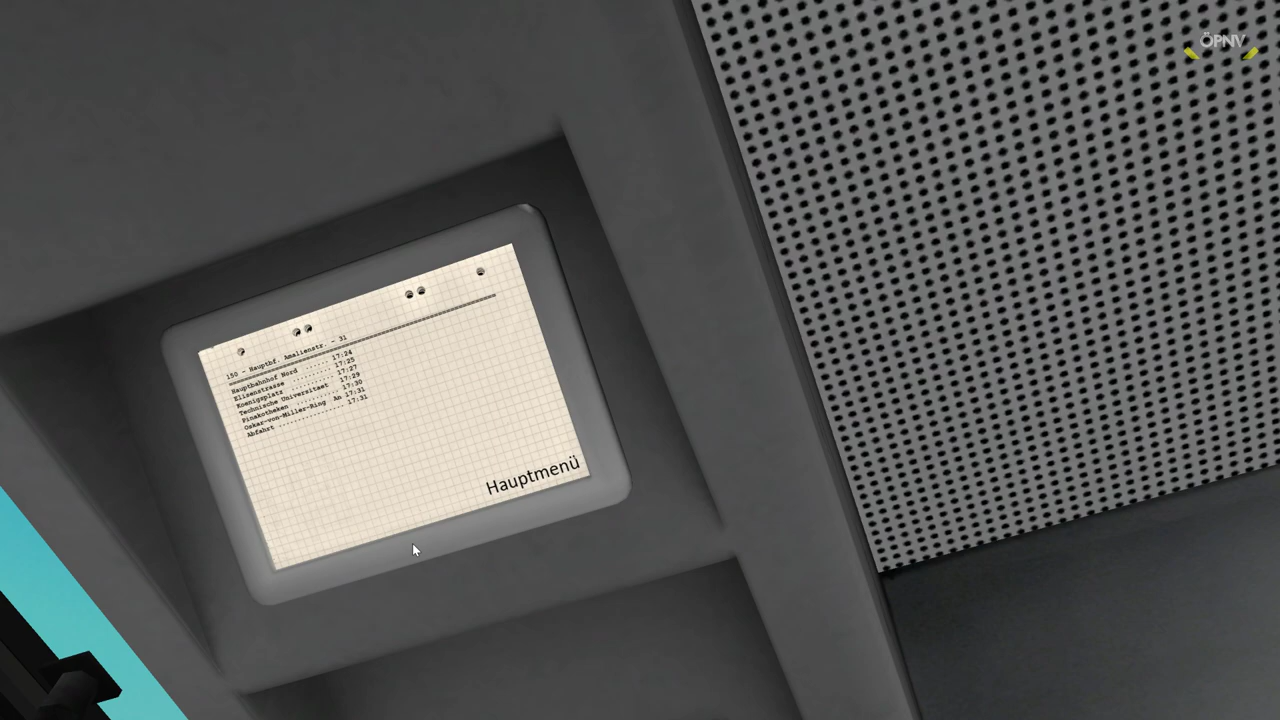 ÖPNV
150 - Hauptbf. Amalienstr. - 31
Hauptbahnhof Nord ...... 17:24
Elisenstrasse .......... 17:25
Koenigsplatz ........... 17:27
Technische Universitaet 17:29
Pinakotheken .......... 17:30
Oskar-von-Miller-Ring An 17:31
Abfahrt ................ 17:31
Hauptmenü